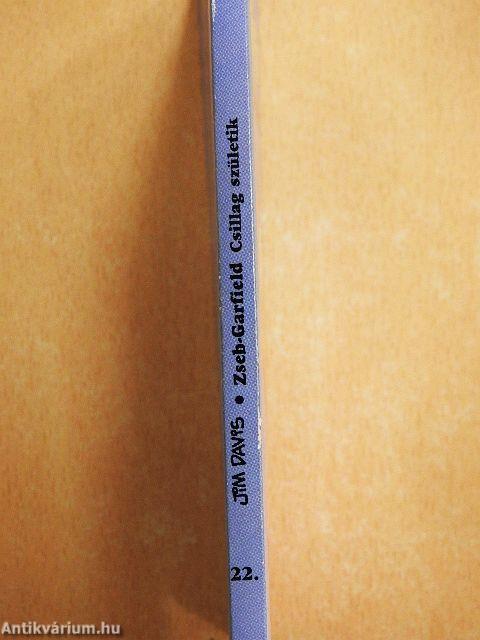 JIM DAVIS • Zseb-Garfield Csillag születik
22.
Antikvárium.hu